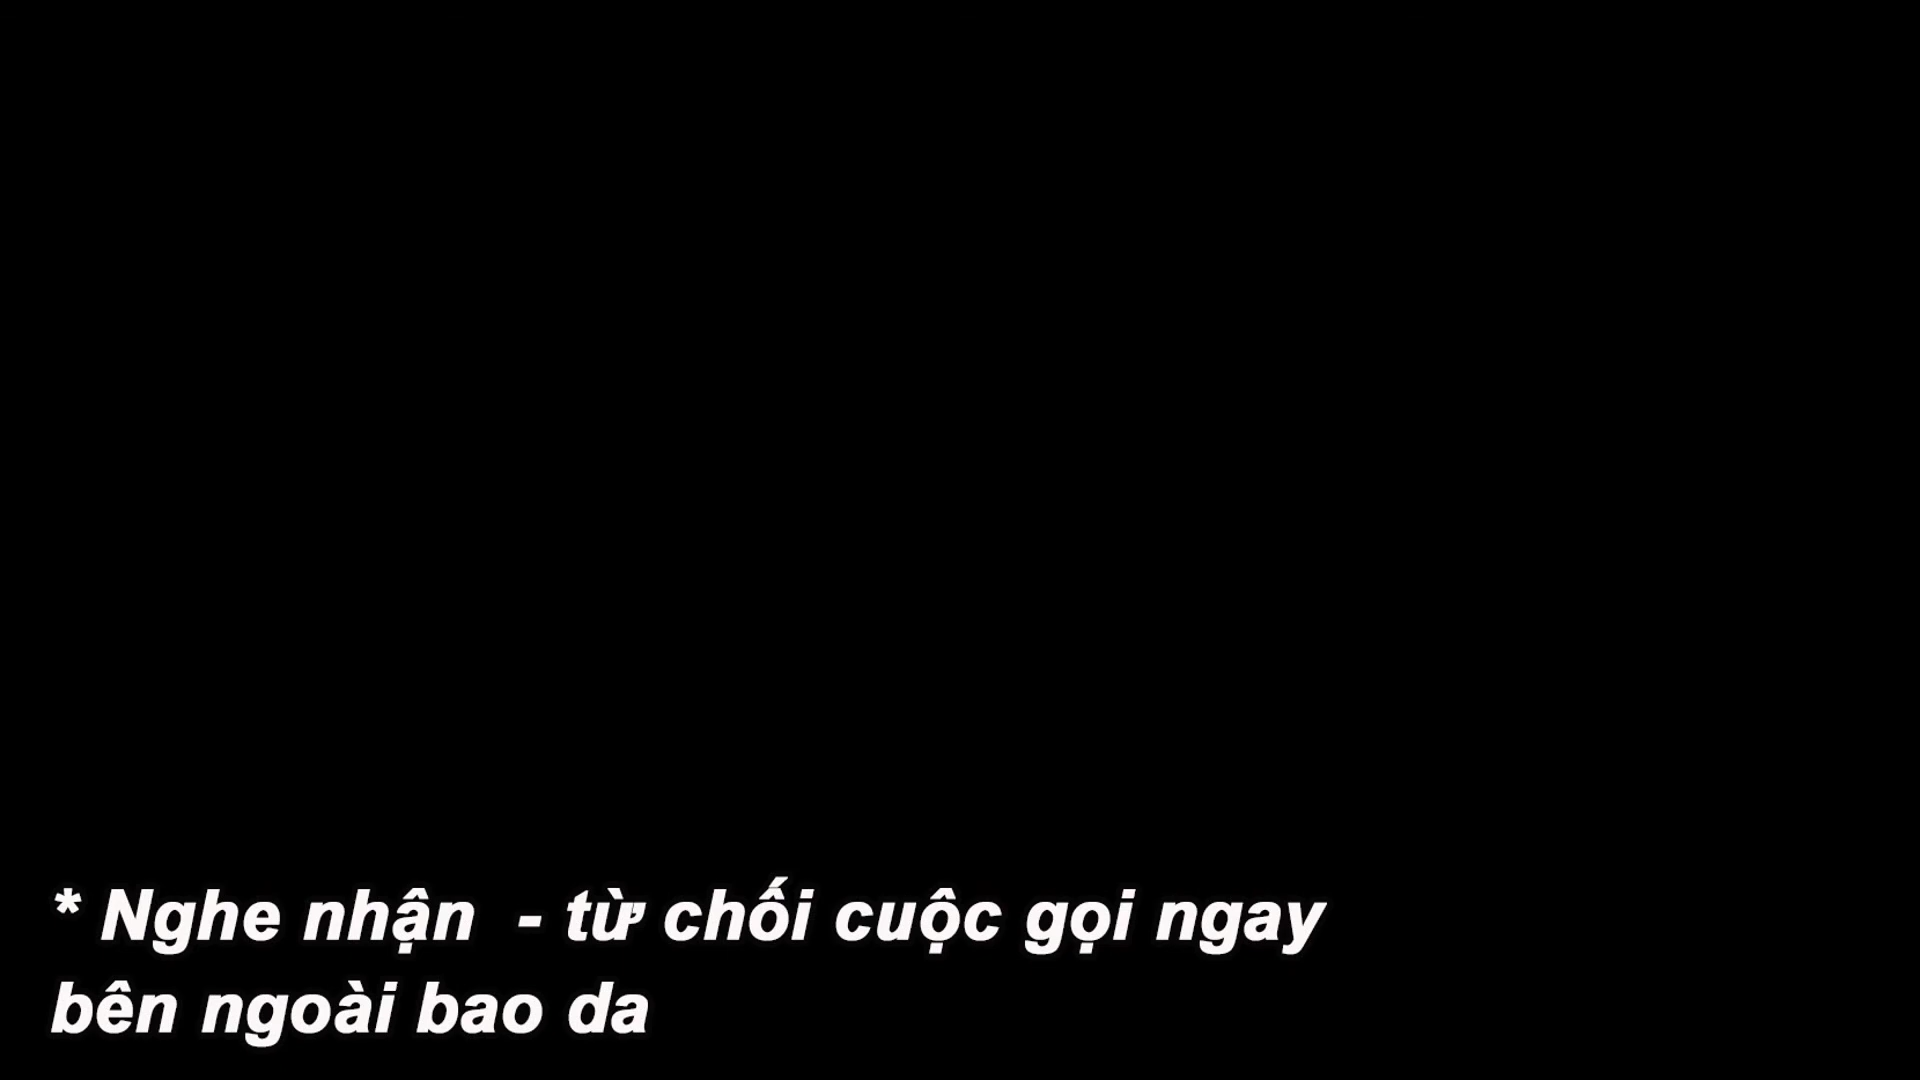 * Nghe nhận  - từ chối cuộc gọi ngay
bên ngoài bao da